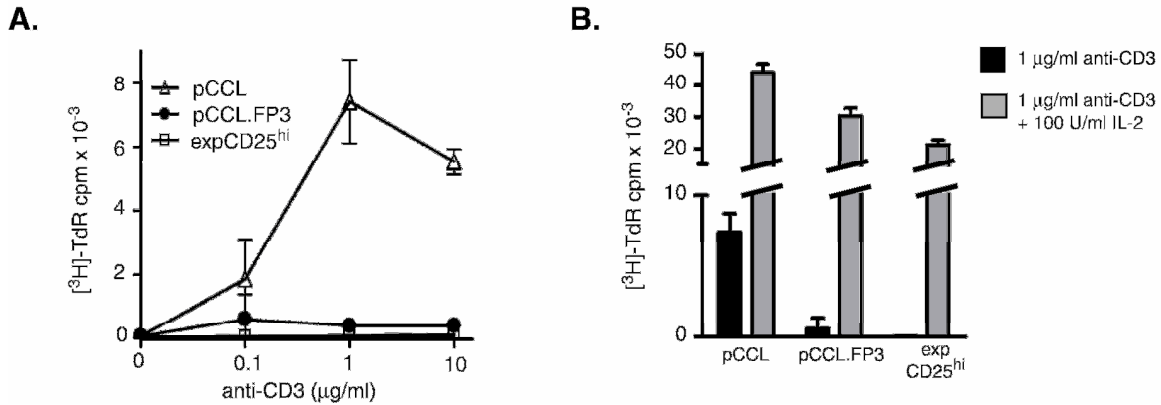 A.
[³H]-TdR cpm x 10⁻³
8
6
4
2
0
pCCL
pCCL.FP3
expCD25ʰⁱ
0
0.1
1
10
anti-CD3 (μg/ml)
B.
[³H]-TdR cpm x 10⁻³
50
40
30
20
10
0
pCCL
pCCL.FP3
exp
CD25ʰⁱ
1 μg/ml anti-CD3
1 μg/ml anti-CD3
+ 100 U/ml IL-2